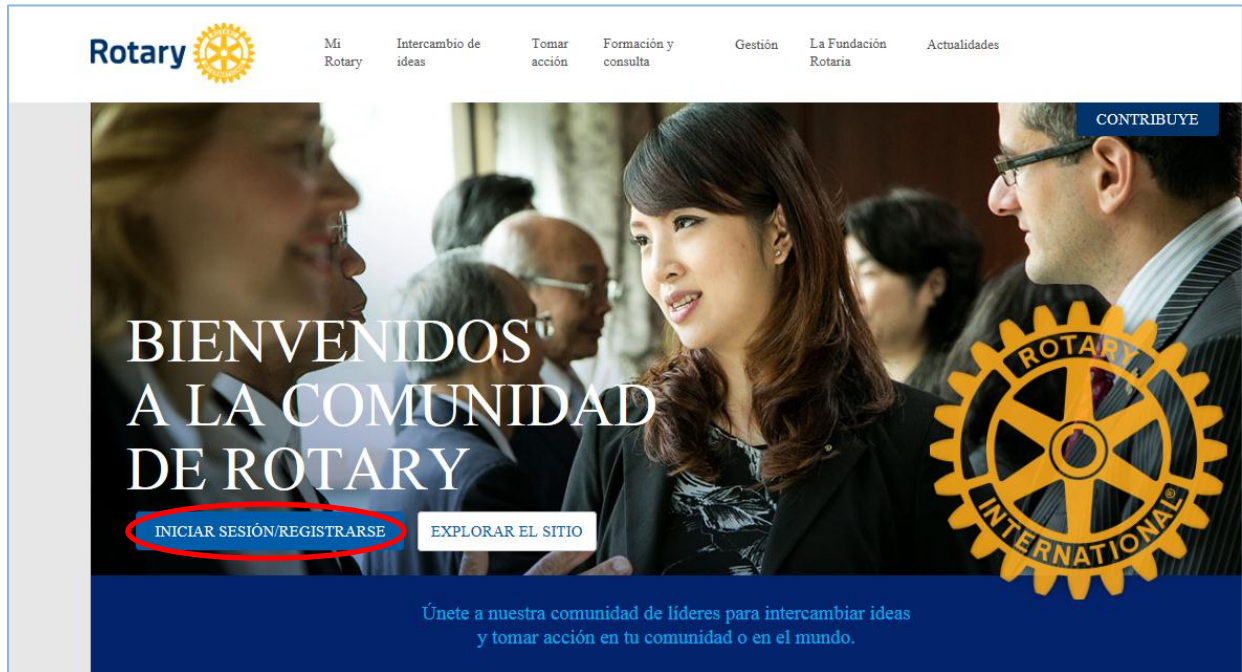 Rotary
Mi
Rotary
Intercambio de
ideas
Tomar
acción
Formación y
consulta
Gestión
La Fundación
Rotaria
Actualidades
CONTRIBUYE
BIENVENIDOS
A LA COMUNIDAD
DE ROTARY
ROTARY
INTERNATIONAL
INICIAR SESIÓN/REGISTRARSE
EXPLORAR EL SITIO
Únete a nuestra comunidad de líderes para intercambiar ideas
y tomar acción en tu comunidad o en el mundo.